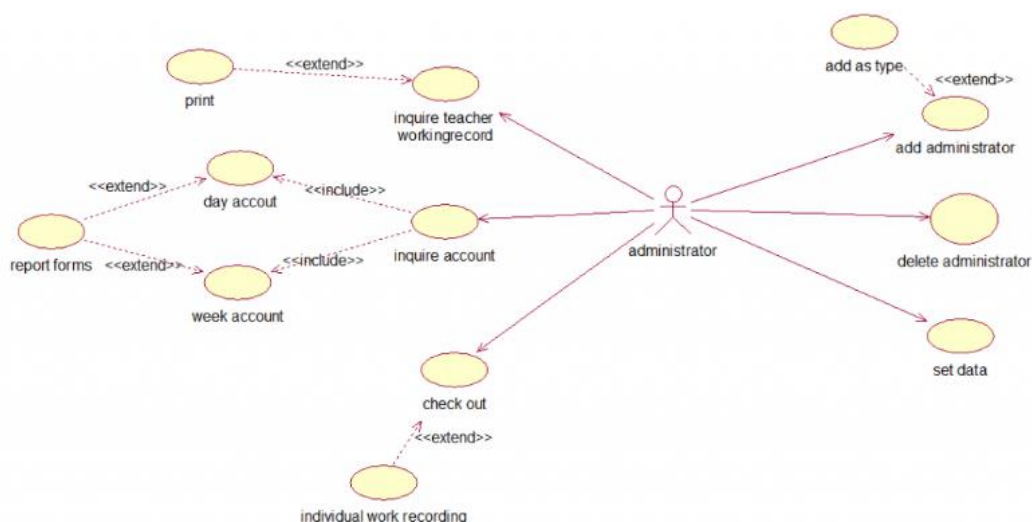 add as type
<<extend>>
<<extend>>
print
inquire teacher
workingrecord
add administrator
<<extend>>
<<include>>
day accout
report forms
<<extend>>
<<include>>
inquire account
administrator
delete administrator
week account
set data
check out
<<extend>>
individual work recording